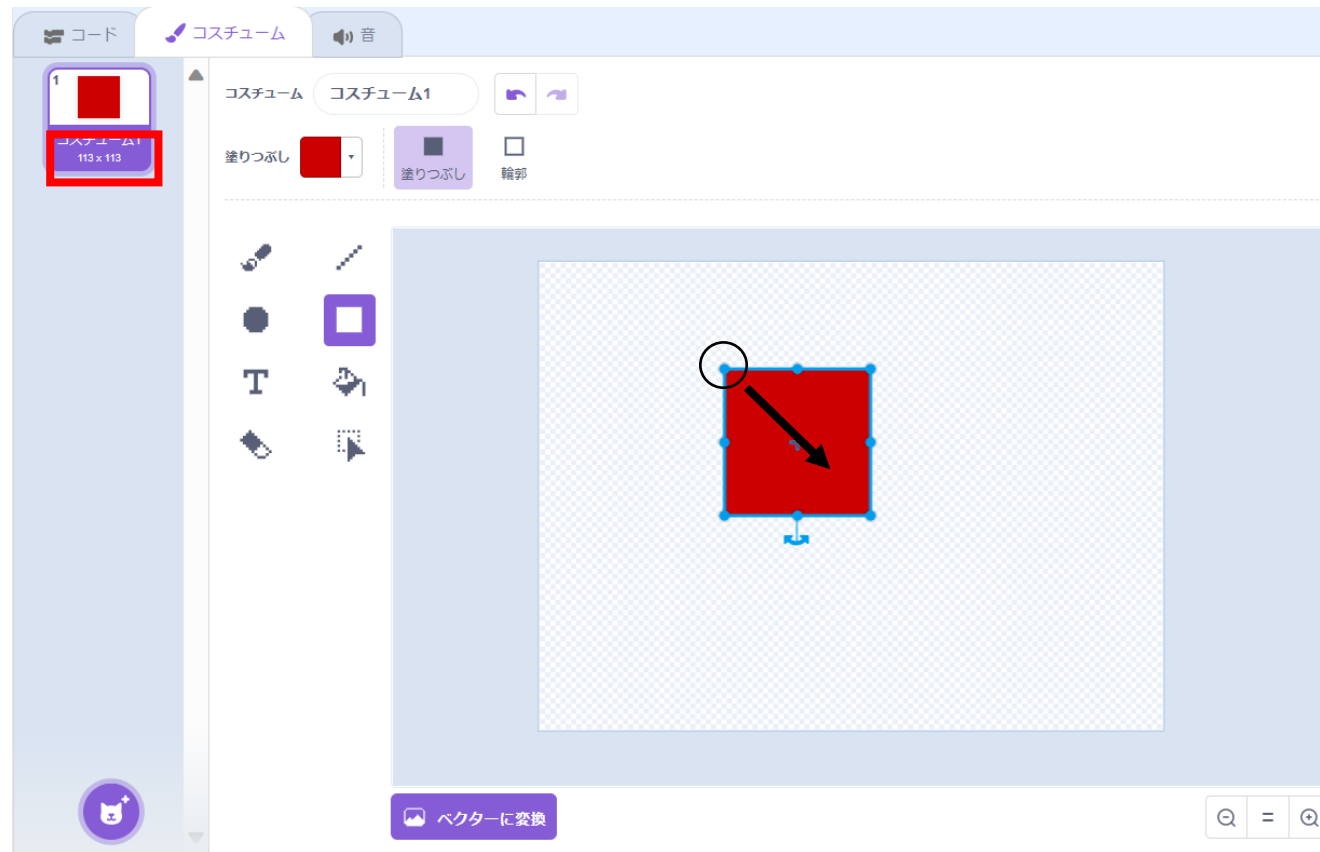 コード
コスチューム
音
1
コスチューム1
113 x 113
コスチューム
コスチューム1
塗りつぶし
塗りつぶし
輪郭
T
ベクターに変換